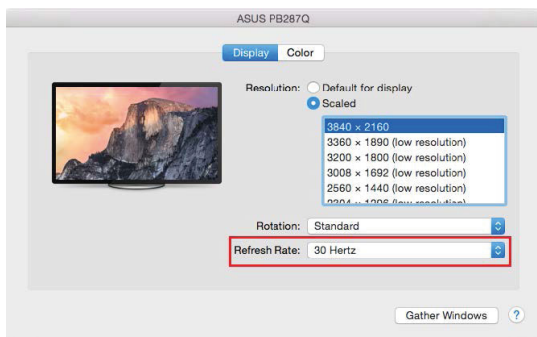 ASUS PB287Q
Display Color
Resolution: Default for display
Scaled
3840 × 2160
3360 × 1890 (low resolution)
3200 × 1800 (low resolution)
3008 × 1692 (low resolution)
2560 × 1440 (low resolution)
Rotation: Standard
Refresh Rate: 30 Hertz
Gather Windows ?